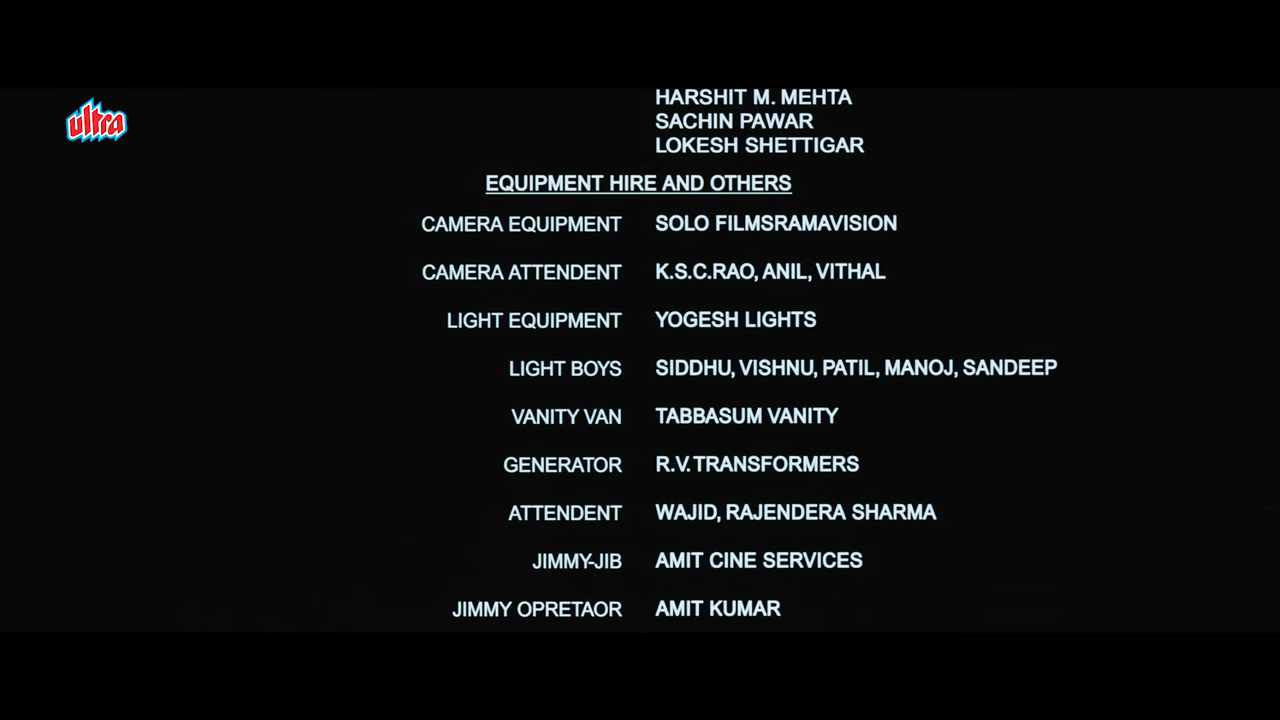 ultra
HARSHIT M. MEHTA
SACHIN PAWAR
LOKESH SHETTIGAR
EQUIPMENT HIRE AND OTHERS
CAMERA EQUIPMENT SOLO FILMSRAMAVISION
CAMERA ATTENDENT K.S.C.RAO, ANIL, VITHAL
LIGHT EQUIPMENT YOGESH LIGHTS
LIGHT BOYS SIDDHU, VISHNU, PATIL, MANOJ, SANDEEP
VANITY VAN TABBASUM VANITY
GENERATOR R.V.TRANSFORMERS
ATTENDENT WAJID, RAJENDERA SHARMA
JIMMY-JIB AMIT CINE SERVICES
JIMMY OPRETAOR AMIT KUMAR